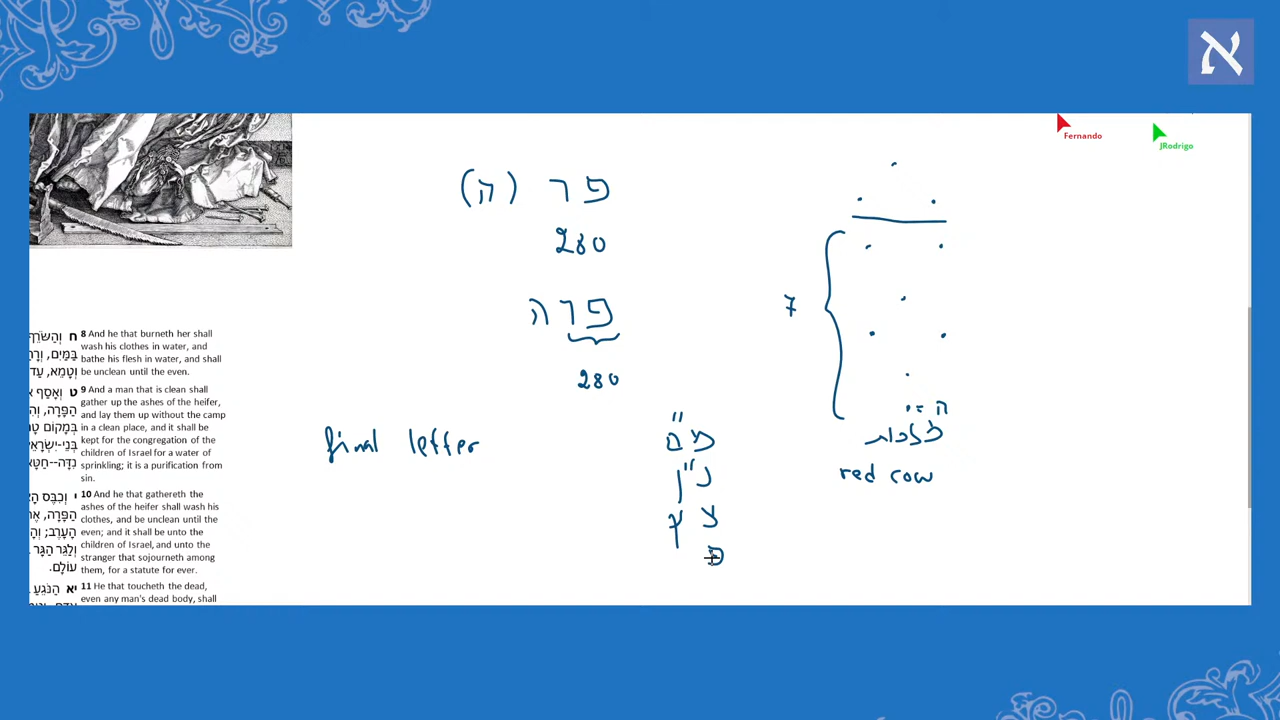 א
Fernando
JRodrigo
פר (ה)
280
פרה
280
7
final letter
מ״ם
נ״ן
צ ץ
פ
ה = .
מלכות
red cow
ח וְהַשֹּׂרֵף
בַּמַּיִם, וְרָחַ
וְטָמֵא, עַד
8 And he that burneth her shall
wash his clothes in water, and
bathe his flesh in water, and shall
be unclean until the even.
ט וְאָסַף א
הַפָּרָה, וְהִ
בְּמָקוֹם ט
בְּנֵי-יִשְׂרָאֵ
נִדָּה--חַטָּא
9 And a man that is clean shall
gather up the ashes of the heifer,
and lay them up without the camp
in a clean place, and it shall be
kept for the congregation of the
children of Israel for a water of
sprinkling; it is a purification from
sin.
י וְכִבֶּס הָ
הַפָּרָה, אֶ
הָעָרֶב; וְהָ
וְלַגֵּר הַגָּר
עוֹלָם.
10 And he that gathereth the
ashes of the heifer shall wash his
clothes, and be unclean until the
even; and it shall be unto the
children of Israel, and unto the
stranger that sojourneth among
them, for a statute for ever.
יא הַנֹּגֵעַ
11 He that toucheth the dead,
even any man's dead body, shall